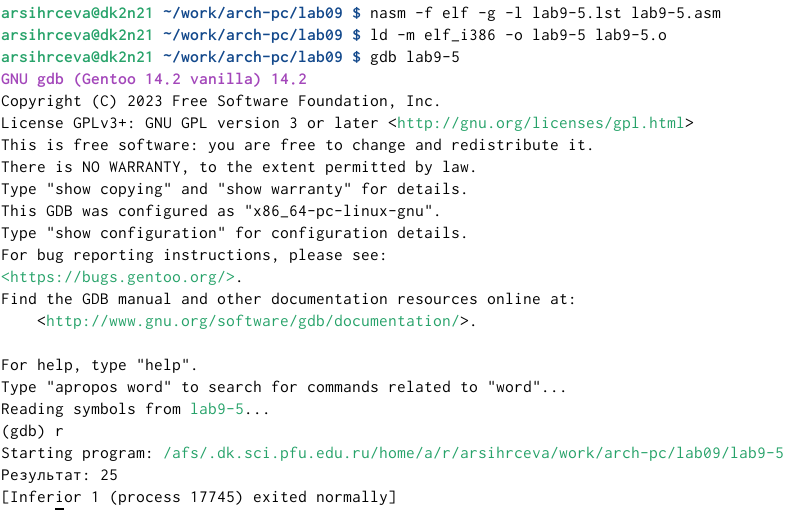 arsihrceva@dk2n21 ~/work/arch-pc/lab09 $ nasm -f elf -g -l lab9-5.lst lab9-5.asm
arsihrceva@dk2n21 ~/work/arch-pc/lab09 $ ld -m elf_i386 -o lab9-5 lab9-5.o
arsihrceva@dk2n21 ~/work/arch-pc/lab09 $ gdb lab9-5
GNU gdb (Gentoo 14.2 vanilla) 14.2
Copyright (C) 2023 Free Software Foundation, Inc.
License GPLv3+: GNU GPL version 3 or later <http://gnu.org/licenses/gpl.html>
This is free software: you are free to change and redistribute it.
There is NO WARRANTY, to the extent permitted by law.
Type "show copying" and "show warranty" for details.
This GDB was configured as "x86_64-pc-linux-gnu".
Type "show configuration" for configuration details.
For bug reporting instructions, please see:
<https://bugs.gentoo.org/>.
Find the GDB manual and other documentation resources online at:
    <http://www.gnu.org/software/gdb/documentation/>.

For help, type "help".
Type "apropos word" to search for commands related to "word"...
Reading symbols from lab9-5...
(gdb) r
Starting program: /afs/.dk.sci.pfu.edu.ru/home/a/r/arsihrceva/work/arch-pc/lab09/lab9-5
Результат: 25
[Inferior 1 (process 17745) exited normally]